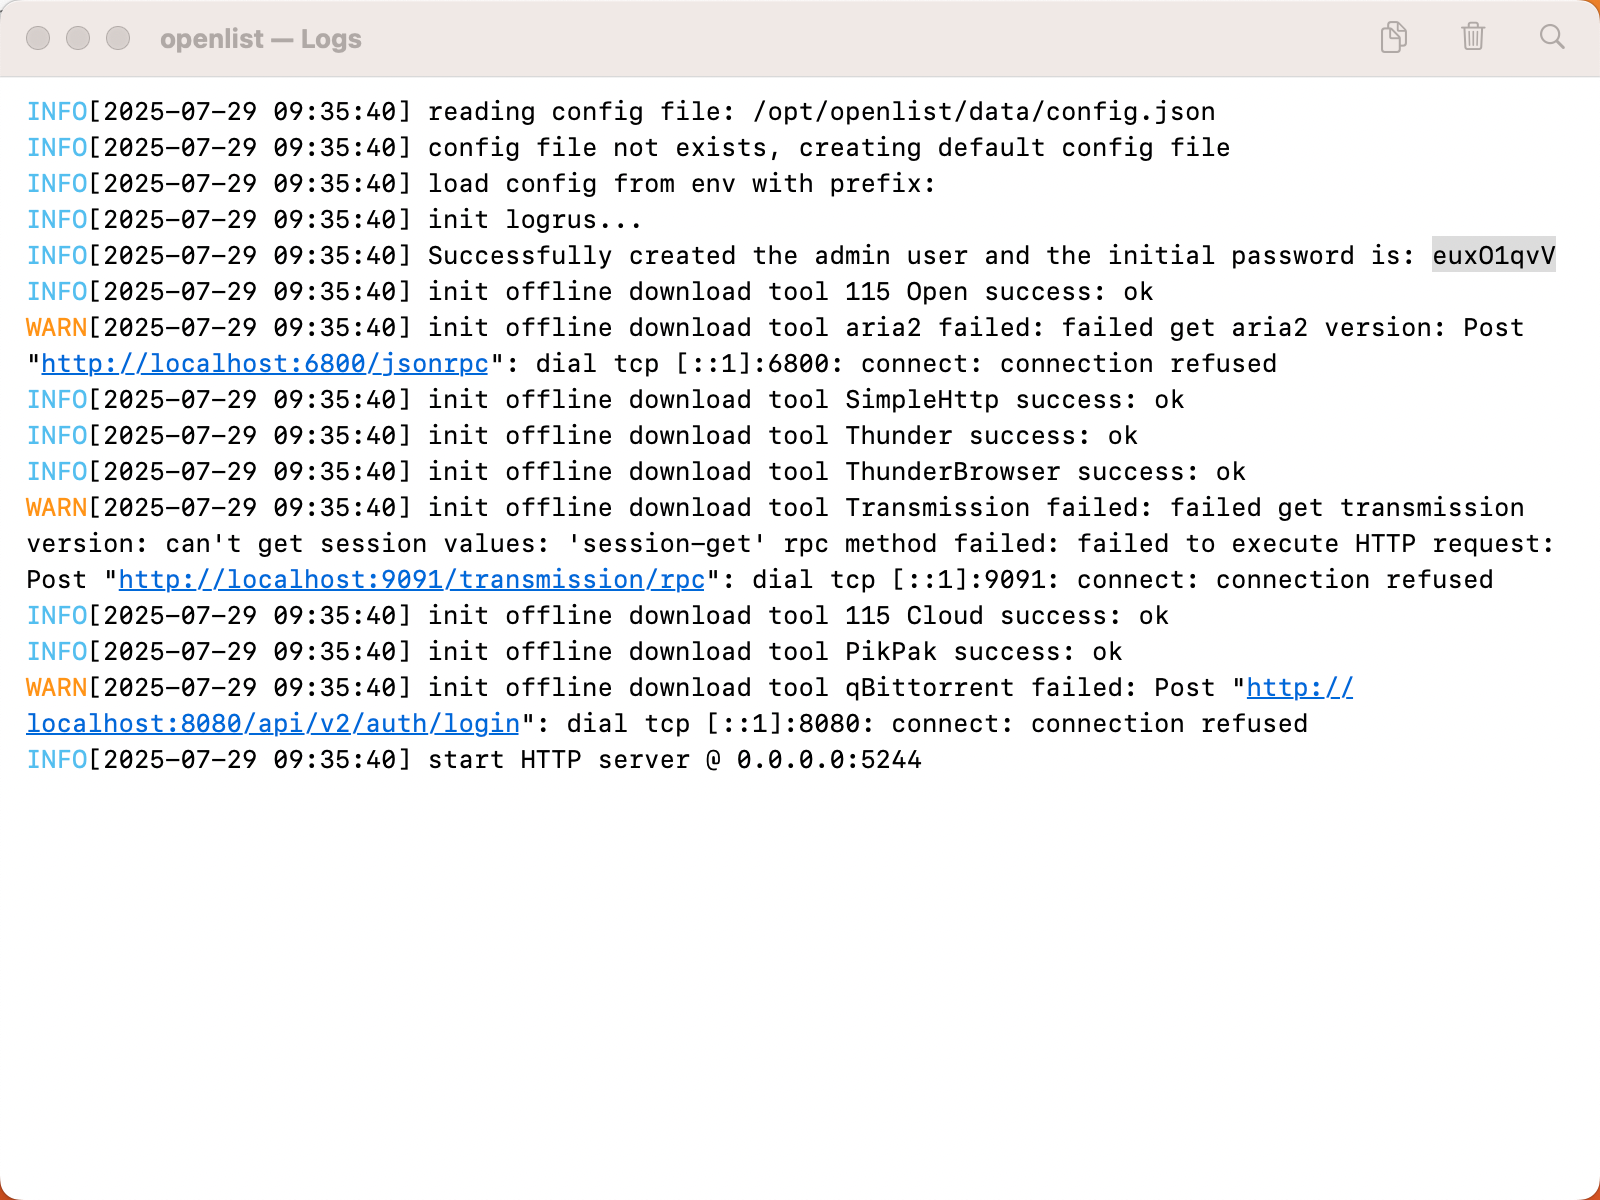 openlist — Logs
INFO[2025-07-29 09:35:40] reading config file: /opt/openlist/data/config.json
INFO[2025-07-29 09:35:40] config file not exists, creating default config file
INFO[2025-07-29 09:35:40] load config from env with prefix:
INFO[2025-07-29 09:35:40] init logrus...
INFO[2025-07-29 09:35:40] Successfully created the admin user and the initial password is: euxO1qvV
INFO[2025-07-29 09:35:40] init offline download tool 115 Open success: ok
WARN[2025-07-29 09:35:40] init offline download tool aria2 failed: failed get aria2 version: Post
"http://localhost:6800/jsonrpc": dial tcp [::1]:6800: connect: connection refused
INFO[2025-07-29 09:35:40] init offline download tool SimpleHttp success: ok
INFO[2025-07-29 09:35:40] init offline download tool Thunder success: ok
INFO[2025-07-29 09:35:40] init offline download tool ThunderBrowser success: ok
WARN[2025-07-29 09:35:40] init offline download tool Transmission failed: failed get transmission
version: can't get session values: 'session-get' rpc method failed: failed to execute HTTP request:
Post "http://localhost:9091/transmission/rpc": dial tcp [::1]:9091: connect: connection refused
INFO[2025-07-29 09:35:40] init offline download tool 115 Cloud success: ok
INFO[2025-07-29 09:35:40] init offline download tool PikPak success: ok
WARN[2025-07-29 09:35:40] init offline download tool qBittorrent failed: Post "http://
localhost:8080/api/v2/auth/login": dial tcp [::1]:8080: connect: connection refused
INFO[2025-07-29 09:35:40] start HTTP server @ 0.0.0.0:5244